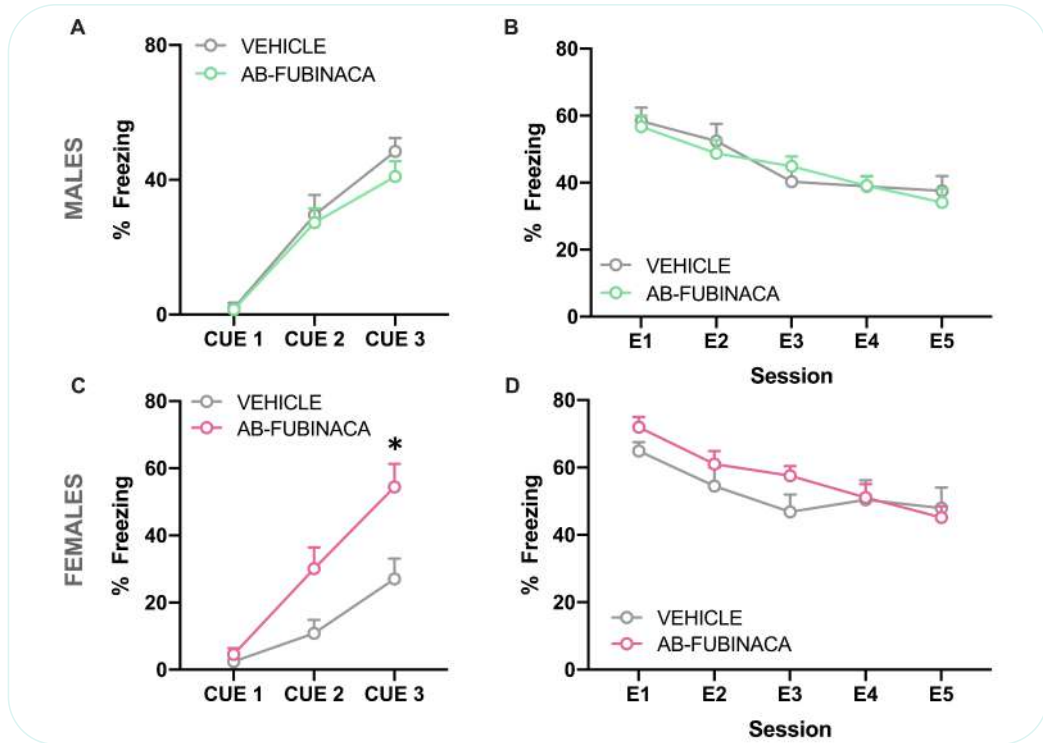 A
80
40
0
% Freezing
MALES
VEHICLE
AB-FUBINACA
CUE 1 CUE 2 CUE 3
B
80
60
40
20
0
% Freezing
VEHICLE
AB-FUBINACA
E1 E2 E3 E4 E5
Session
C
80
60
40
20
0
% Freezing
FEMALES
VEHICLE
AB-FUBINACA
*
CUE 1 CUE 2 CUE 3
D
80
60
40
20
0
% Freezing
VEHICLE
AB-FUBINACA
E1 E2 E3 E4 E5
Session